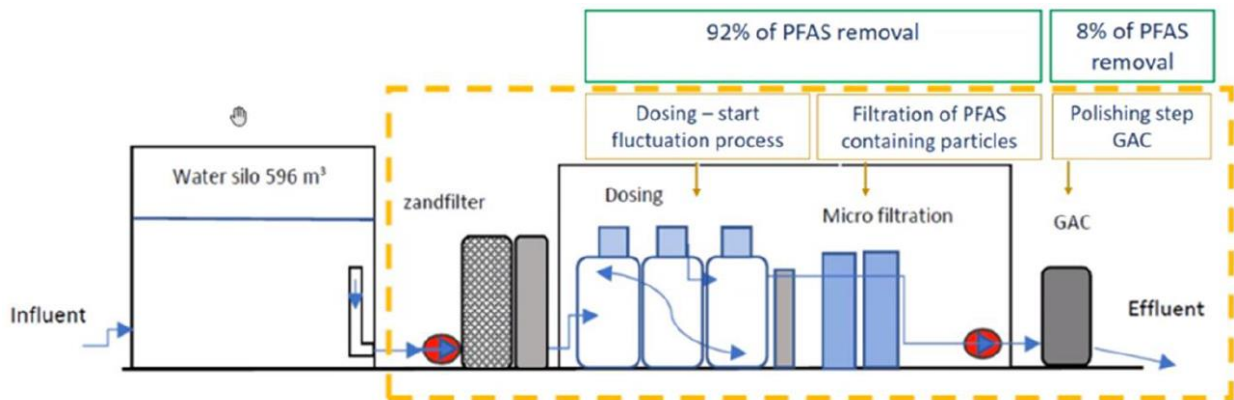 92% of PFAS removal
8% of PFAS
removal
Dosing – start
fluctuation process
Filtration of PFAS
containing particles
Polishing step
GAC
Water silo 596 m³
zandfilter
Dosing
Micro filtration
GAC
Influent
Effluent